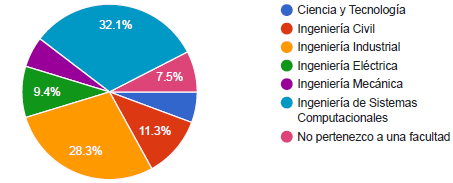 32.1%
7.5%
9.4%
11.3%
28.3%
Ciencia y Tecnología
Ingeniería Civil
Ingeniería Industrial
Ingeniería Eléctrica
Ingeniería Mecánica
Ingeniería de Sistemas
Computacionales
No pertenezco a una facultad